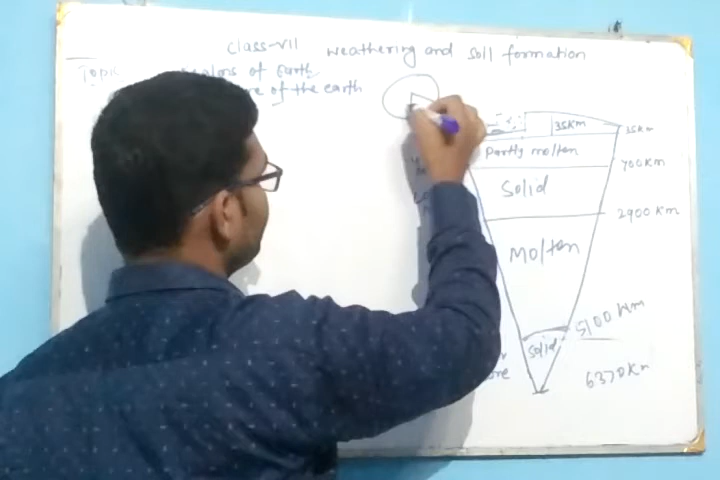 class-VII weathering and soil formation
Topic of Earth
of the earth
35km 35km
Partly molten 700km
Solid
2900km
Molten
5100km
Solid
6370km